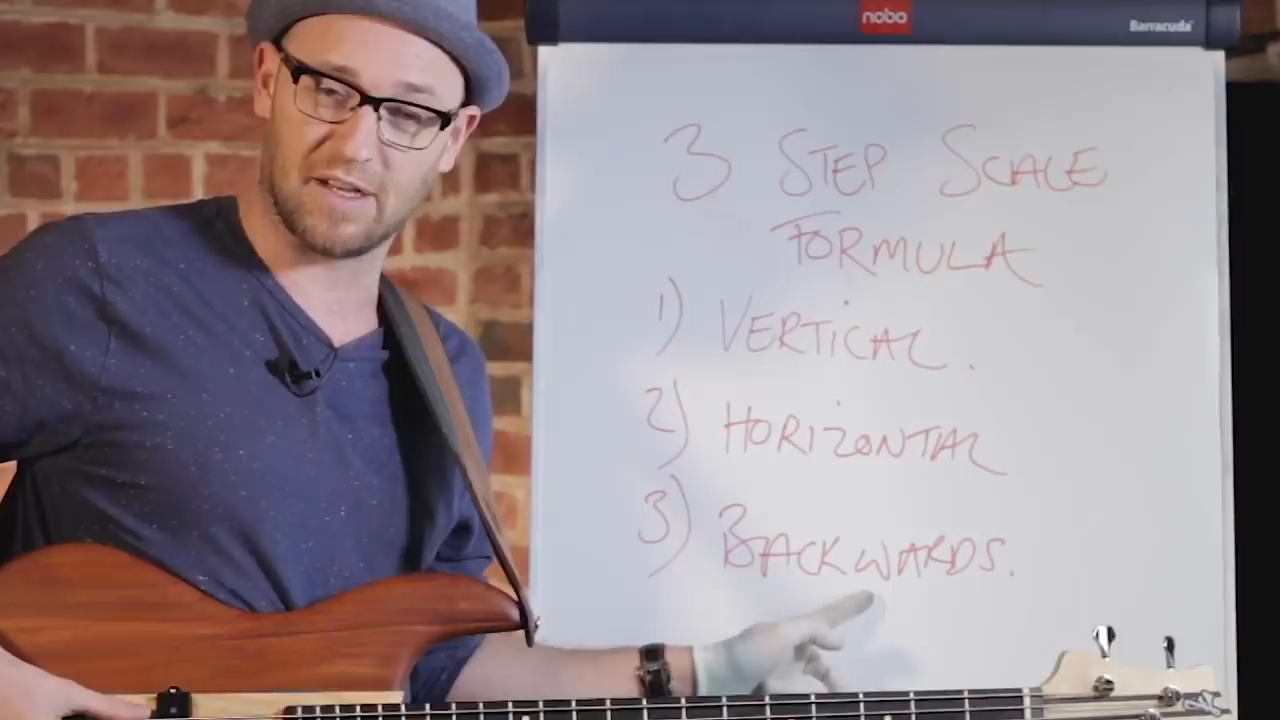 nobo
Barracuda
3 STEP SCALE
FORMULA
1) VERTICAL.
2) HORIZONTAL
3) BACKWARDS.